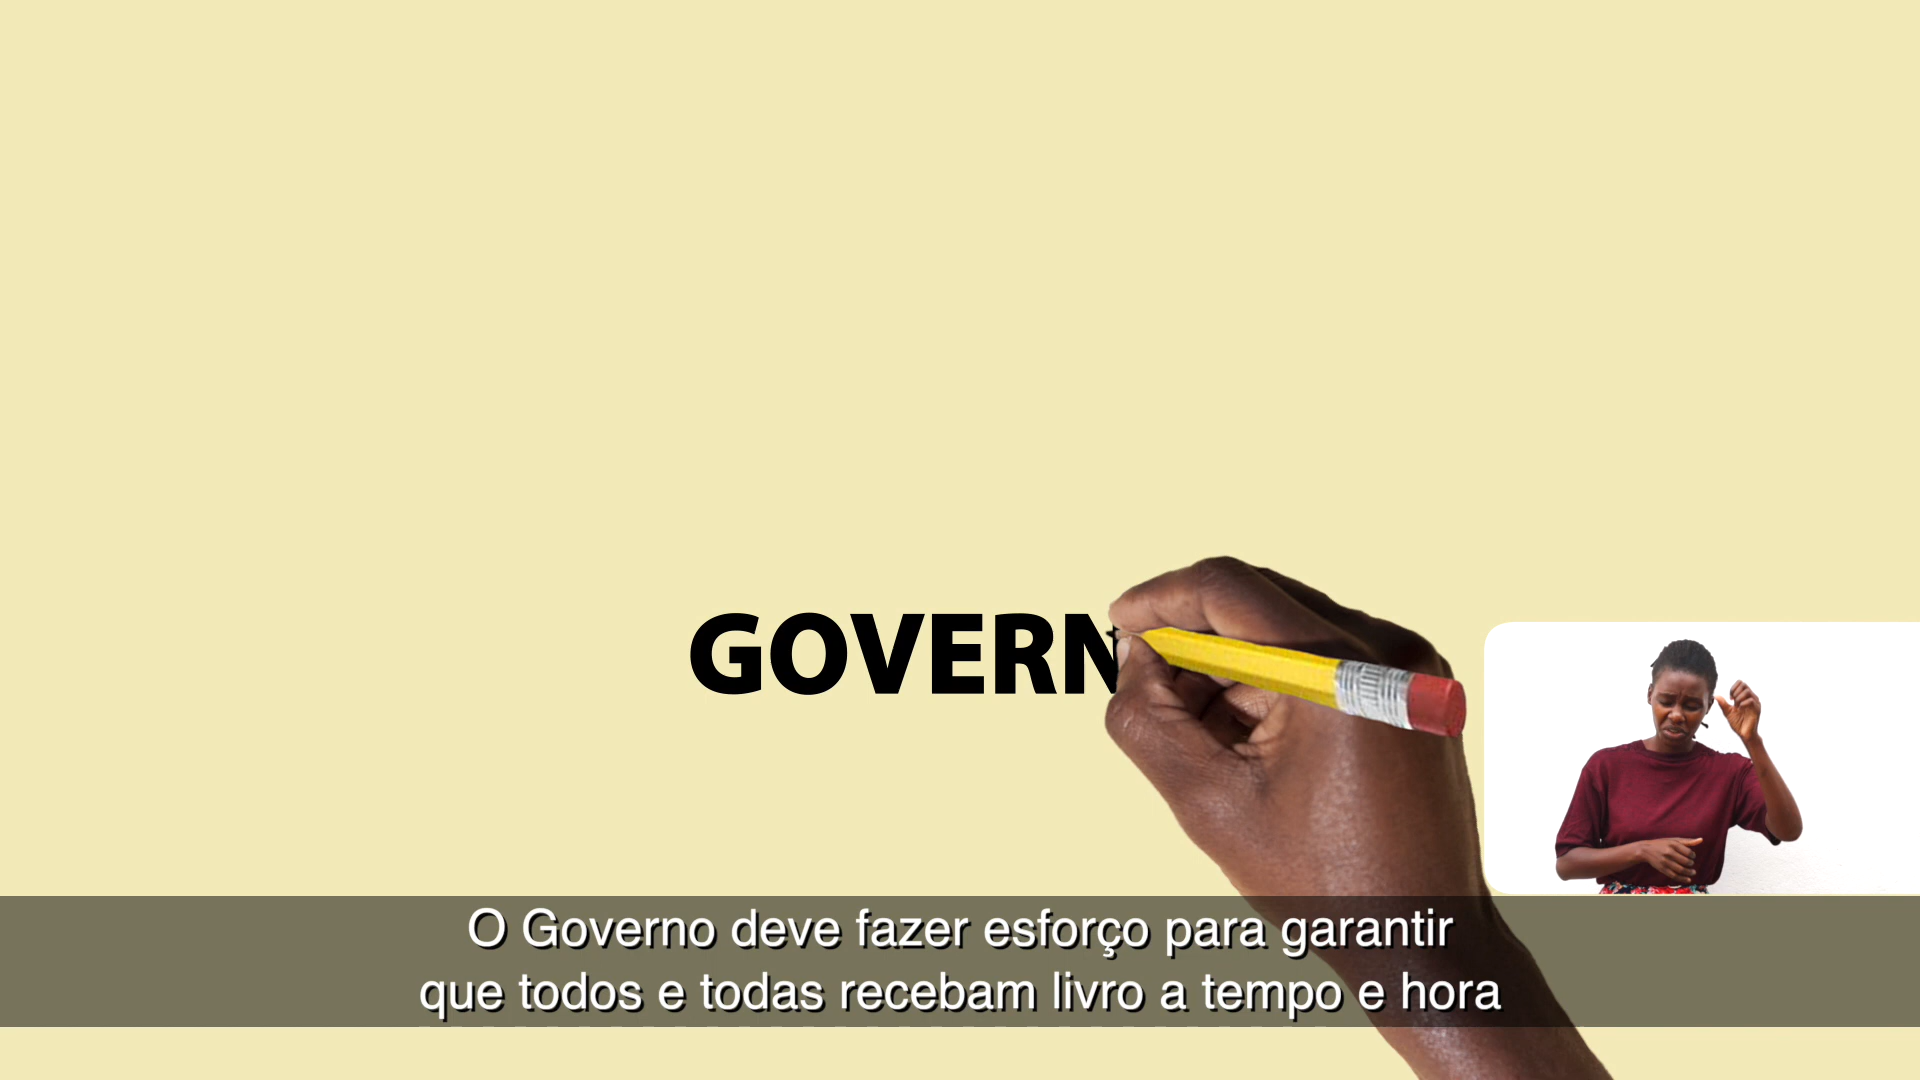 GOVERN
O Governo deve fazer esforço para garantir
que todos e todas recebam livro a tempo e hora